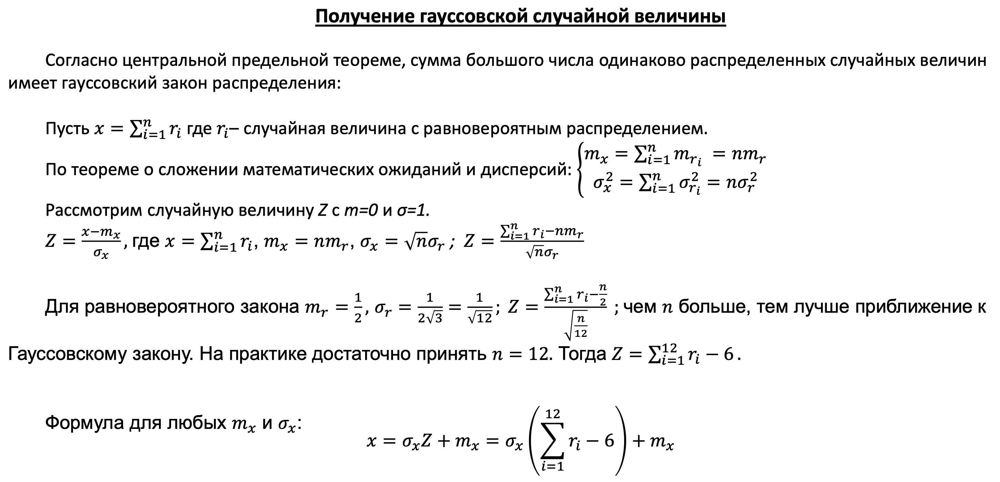 Получение гауссовской случайной величины
Согласно центральной предельной теореме, сумма большого числа одинаково распределенных случайных величин
имеет гауссовский закон распределения:
Пусть $x = \sum_{i=1}^{n} r_i$ где $r_i$– случайная величина с равновероятным распределением.
По теореме о сложении математических ожиданий и дисперсий: $\begin{cases} m_x = \sum_{i=1}^{n} m_{r_i} = nm_r \\ \sigma_x^2 = \sum_{i=1}^{n} \sigma_{r_i}^2 = n\sigma_r^2 \end{cases}$
Рассмотрим случайную величину Z с m=0 и σ=1.
$Z = \frac{x-m_x}{\sigma_x}$, где $x = \sum_{i=1}^{n} r_i$, $m_x = nm_r$, $\sigma_x = \sqrt{n}\sigma_r$ ; $Z = \frac{\sum_{i=1}^{n} r_i - nm_r}{\sqrt{n}\sigma_r}$
Для равновероятного закона $m_r = \frac{1}{2}$, $\sigma_r = \frac{1}{2\sqrt{3}} = \frac{1}{\sqrt{12}}$; $Z = \frac{\sum_{i=1}^{n} r_i - \frac{n}{2}}{\sqrt{\frac{n}{12}}}$ ; чем $n$ больше, тем лучше приближение к
Гауссовскому закону. На практике достаточно принять $n = 12$. Тогда $Z = \sum_{i=1}^{12} r_i - 6$.
Формула для любых $m_x$ и $\sigma_x$:
$x = \sigma_x Z + m_x = \sigma_x \left( \sum_{i=1}^{12} r_i - 6 \right) + m_x$